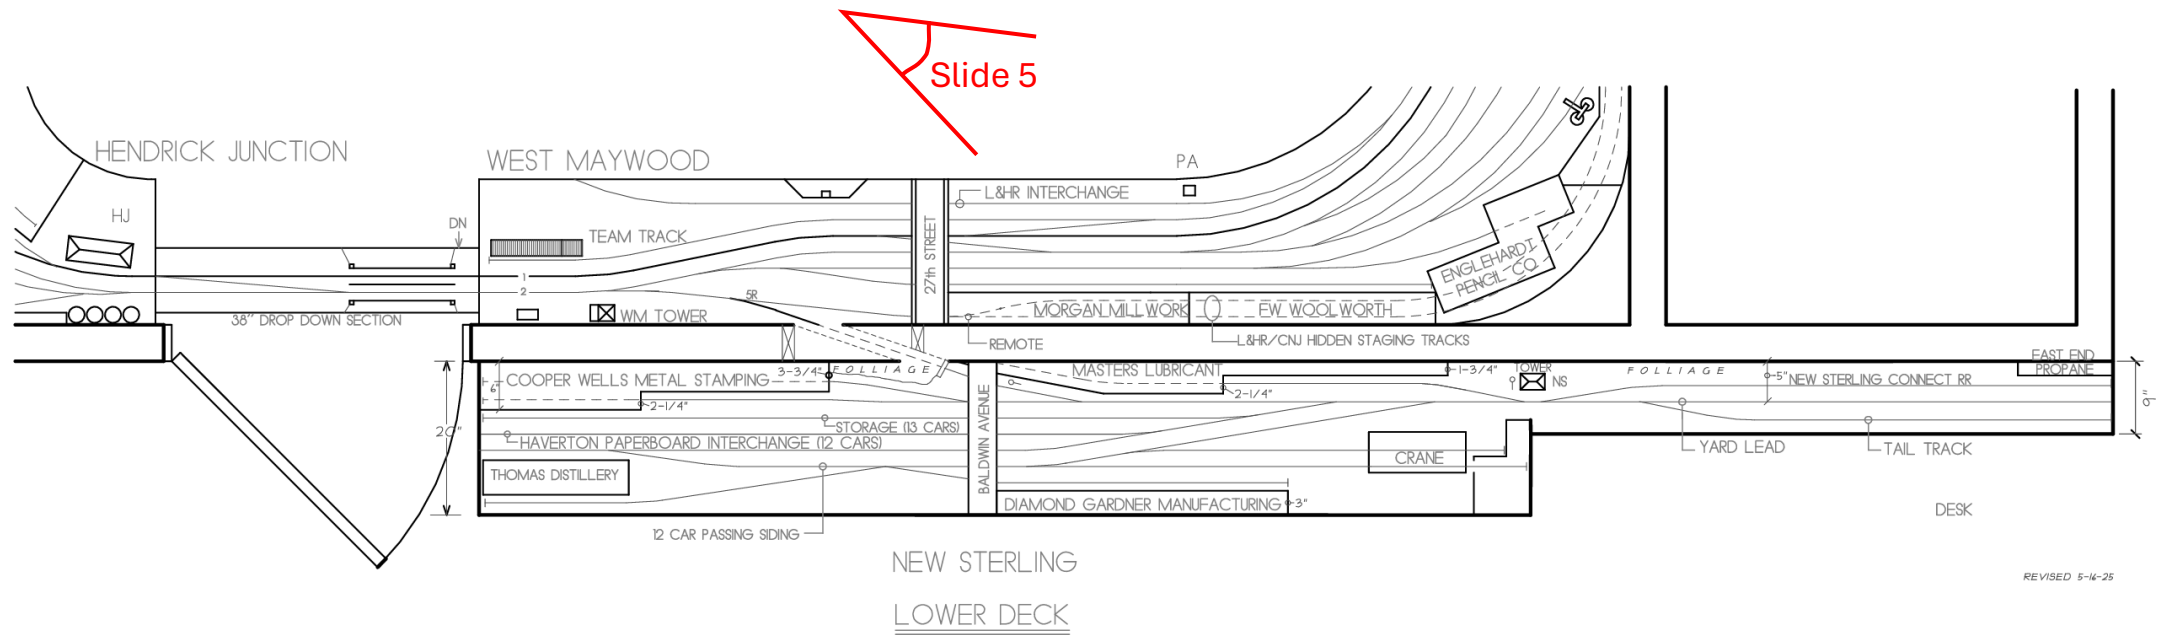 Slide 5
HENDRICK JUNCTION
WEST MAYWOOD
PA
L&HR INTERCHANGE
HJ
DN
TEAM TRACK
27th STREET
ENGLEHARDT
PENCIL CO.
1
2
5R
38" DROP DOWN SECTION
WM TOWER
MORGAN MILLWORK
FW WOOLWORTH
REMOTE
L&HR/CNJ HIDDEN STAGING TRACKS
3-3/4"
FOLLIAGE
MASTERS LUBRICANT
1-3/4"
TOWER
NS
FOLLIAGE
EAST END
PROPANE
COOPER WELLS METAL STAMPING
6"
2-1/4"
2-1/4"
5"
NEW STERLING CONNECT RR
9"
20"
STORAGE (13 CARS)
HAVERTON PAPERBOARD INTERCHANGE (12 CARS)
BALDWIN AVENUE
CRANE
YARD LEAD
TAIL TRACK
THOMAS DISTILLERY
DIAMOND GARDNER MANUFACTURING
3"
DESK
12 CAR PASSING SIDING
NEW STERLING
REVISED 5-16-25
LOWER DECK